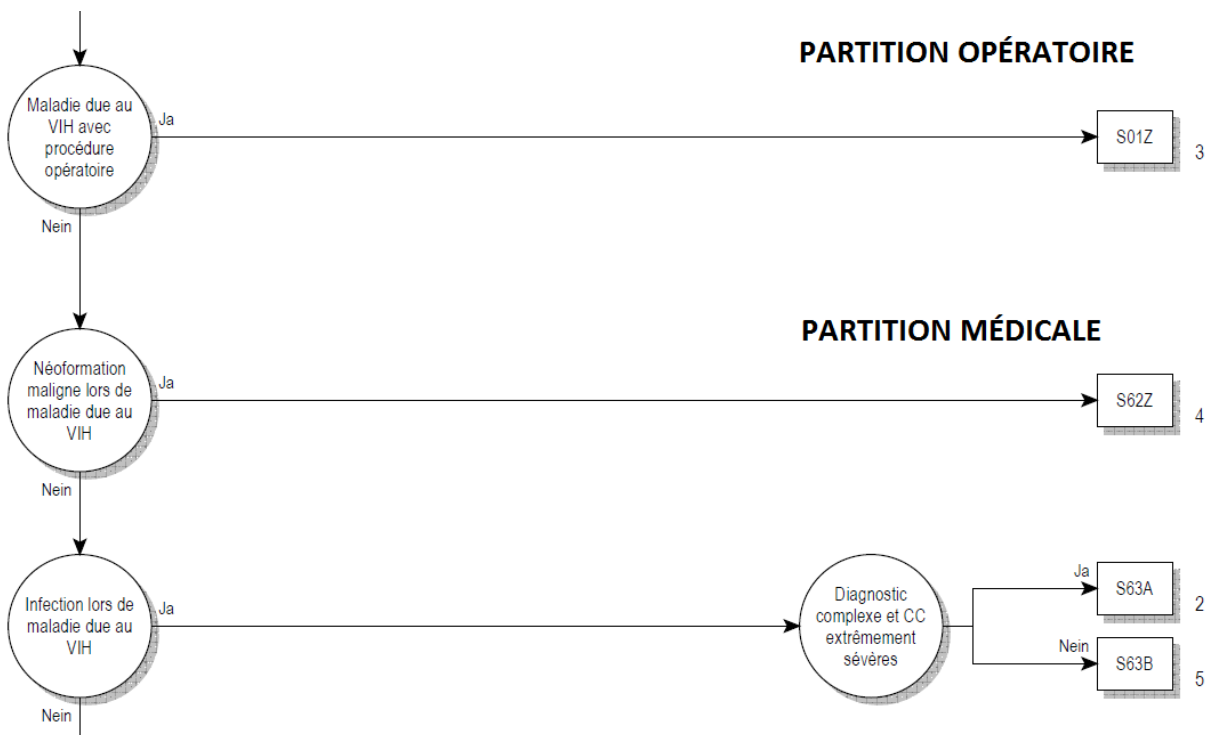 PARTITION OPÉRATOIRE
Maladie due au
VIH avec
procédure
opératoire
Ja
S01Z
3
Nein
PARTITION MÉDICALE
Néoformation
maligne lors de
maladie due au
VIH
Ja
S62Z
4
Nein
Infection lors de
maladie due au
VIH
Ja
Diagnostic
complexe et CC
extrêmement
sévères
Ja
S63A
2
Nein
S63B
5
Nein